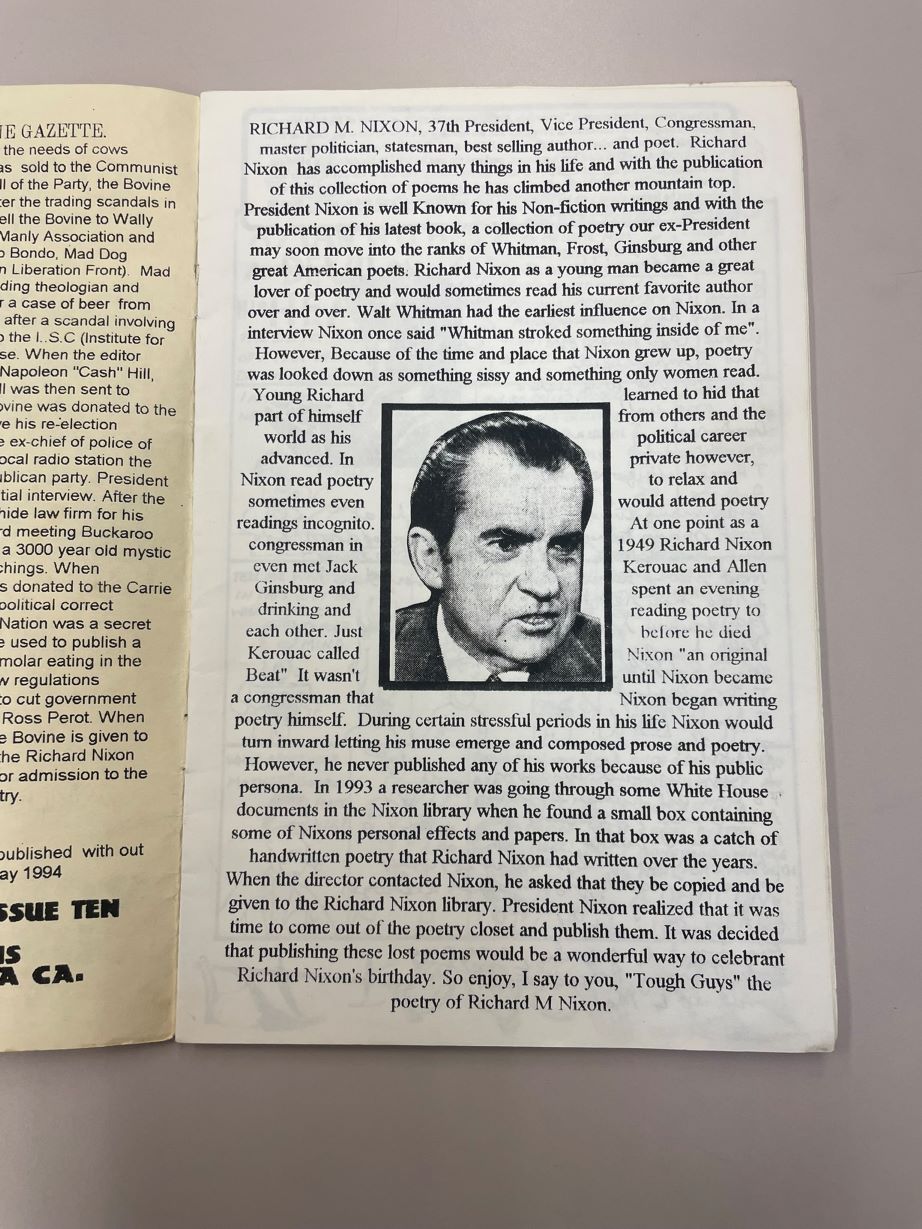 NE GAZETTE.
the needs of cows
as sold to the Communist
ll of the Party, the Bovine
ter the trading scandals in
ell the Bovine to Wally
Manly Association and
o Bondo, Mad Dog
n Liberation Front). Mad
ding theologian and
r a case of beer from
after a scandal involving
o the I..S.C (Institute for
se. When the editor
Napoleon "Cash" Hill,
ll was then sent to
ovine was donated to the
ve his re-election
e ex-chief of police of
ocal radio station the
ublican party. President
tial interview. After the
hide law firm for his
rd meeting Buckaroo
a 3000 year old mystic
chings. When
s donated to the Carrie
political correct
Nation was a secret
e used to publish a
molar eating in the
w regulations
to cut government
Ross Perot. When
e Bovine is given to
the Richard Nixon
or admission to the
try.
published with out
ay 1994
SSUE TEN
NS
A CA.
RICHARD M. NIXON, 37th President, Vice President, Congressman,
master politician, statesman, best selling author... and poet. Richard
Nixon has accomplished many things in his life and with the publication
of this collection of poems he has climbed another mountain top.
President Nixon is well Known for his Non-fiction writings and with the
publication of his latest book, a collection of poetry our ex-President
may soon move into the ranks of Whitman, Frost, Ginsburg and other
great American poets. Richard Nixon as a young man became a great
lover of poetry and would sometimes read his current favorite author
over and over. Walt Whitman had the earliest influence on Nixon. In a
interview Nixon once said "Whitman stroked something inside of me".
However, Because of the time and place that Nixon grew up, poetry
was looked down as something sissy and something only women read.
Young Richard learned to hid that
part of himself from others and the
world as his political career
advanced. In private however,
Nixon read poetry to relax and
sometimes even would attend poetry
readings incognito. At one point as a
congressman in 1949 Richard Nixon
even met Jack Kerouac and Allen
Ginsburg and spent an evening
drinking and reading poetry to
each other. Just before he died
Kerouac called Nixon "an original
Beat" It wasn't until Nixon became
a congressman that Nixon began writing
poetry himself. During certain stressful periods in his life Nixon would
turn inward letting his muse emerge and composed prose and poetry.
However, he never published any of his works because of his public
persona. In 1993 a researcher was going through some White House
documents in the Nixon library when he found a small box containing
some of Nixons personal effects and papers. In that box was a catch of
handwritten poetry that Richard Nixon had written over the years.
When the director contacted Nixon, he asked that they be copied and be
given to the Richard Nixon library. President Nixon realized that it was
time to come out of the poetry closet and publish them. It was decided
that publishing these lost poems would be a wonderful way to celebrant
Richard Nixon's birthday. So enjoy, I say to you, "Tough Guys" the
poetry of Richard M Nixon.